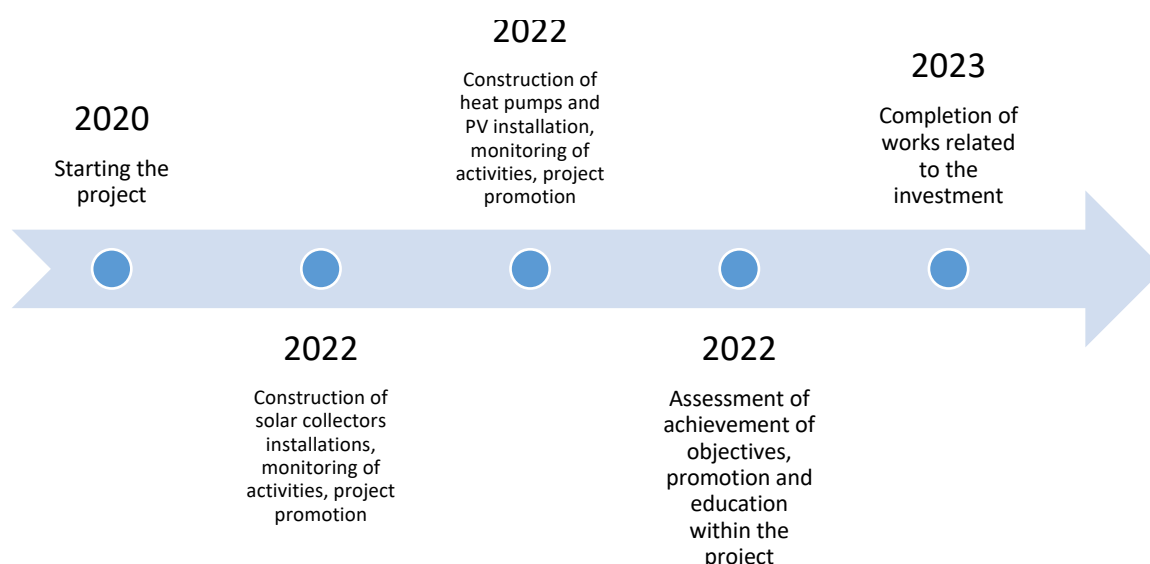 2020
Starting the
project
2022
Construction of
solar collectors
installations,
monitoring of
activities, project
promotion
2022
Construction of
heat pumps and
PV installation,
monitoring of
activities, project
promotion
2022
Assessment of
achievement of
objectives,
promotion and
education
within the
project
2023
Completion of
works related
to the
investment